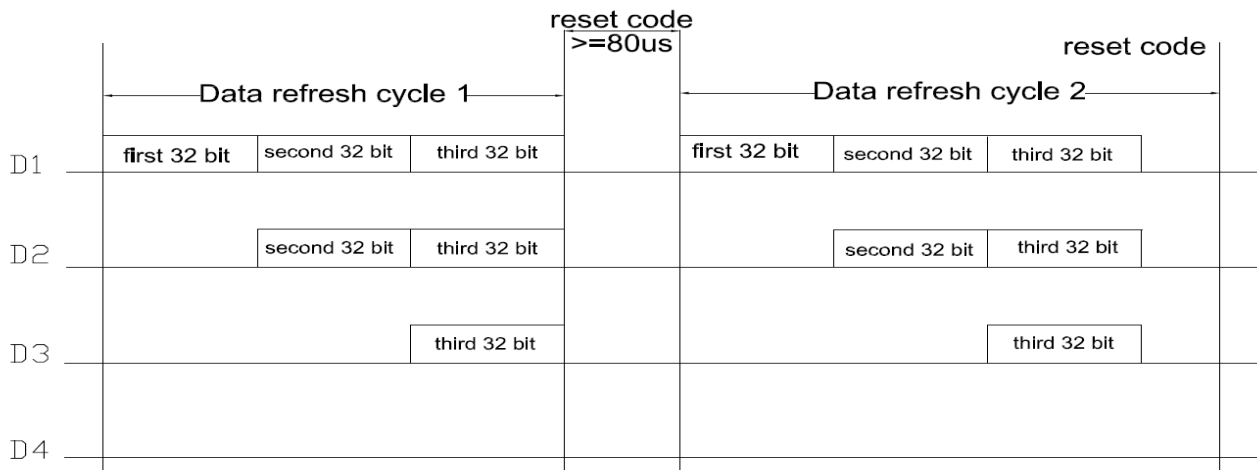 reset code
>=80us
reset code
Data refresh cycle 1
Data refresh cycle 2
D1
first 32 bit
second 32 bit
third 32 bit
first 32 bit
second 32 bit
third 32 bit
D2
second 32 bit
third 32 bit
second 32 bit
third 32 bit
D3
third 32 bit
third 32 bit
D4